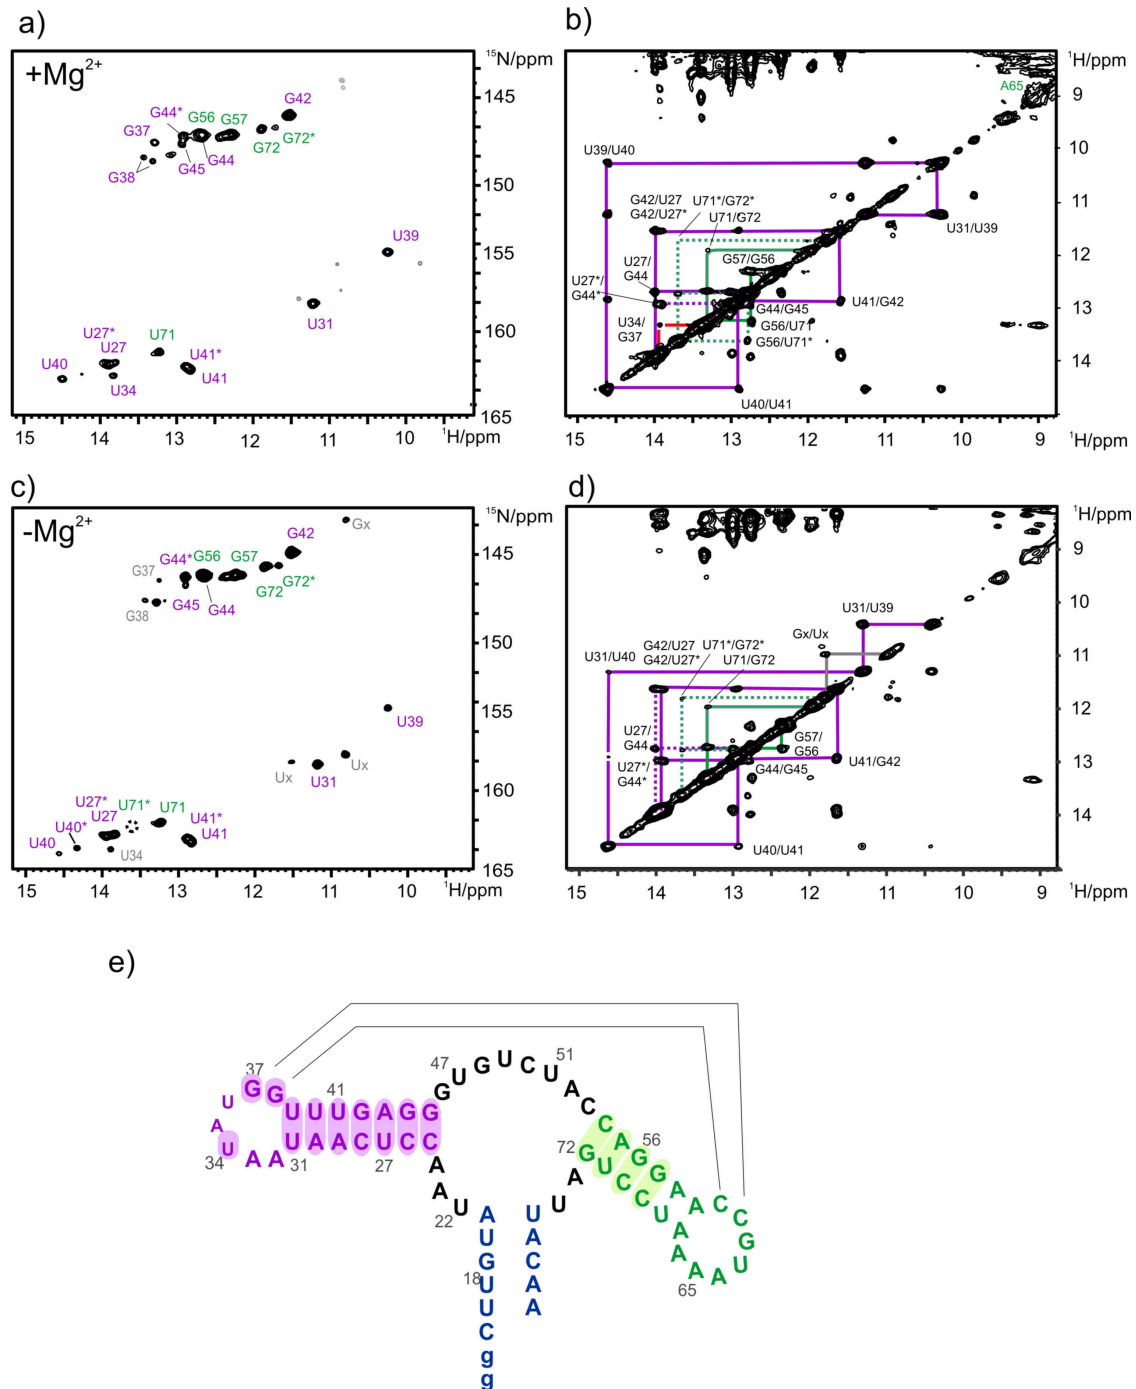 a)
+Mg2+
15N/ppm
145
150
155
160
165
G42
G44*
G56
G57
G37
G38
G45
G44
G72
G72*
U39
U31
U27*
U27
U71
U41*
U40
U34
U41
15
14
13
12
11
10
1H/ppm
b)
1H/ppm
A65
9
10
11
12
13
14
U39/U40
G42/U27
G42/U27*
U71*/G72*
U71/G72
U31/U39
U27/
G44
G57/G56
U27*/
G44*
G44/G45
U41/G42
U34/
G37
G56/U71
G56/U71*
U40/U41
15
14
13
12
11
10
9
1H/ppm
c)
-Mg2+
15N/ppm
145
150
155
160
165
Gx
G42
G44*
G56
G57
G37
G38
G45
G44
G72
G72*
U39
Ux
Ux
U31
U27*
U71*
U71
U40*
U27
U41*
U40
U34
U41
15
14
13
12
11
10
1H/ppm
d)
1H/ppm
9
10
11
12
13
14
U31/U39
Gx/Ux
U31/U40
G42/U27
G42/U27*
U71*/G72*
U71/G72
U27/
G44
G57/
G56
U27*/
G44*
G44/G45
U41/G42
U40/U41
15
14
13
12
11
10
9
1H/ppm
e)
37
41
47
51
U A U G G U U U G A G G G U G U C U A C C A G G A A C C G U
34
31
27
56
U A A U A A C U C C A A
72
G U C C U A A A A
A U
65
22
U
18
A U G U U C g g
U A C A A